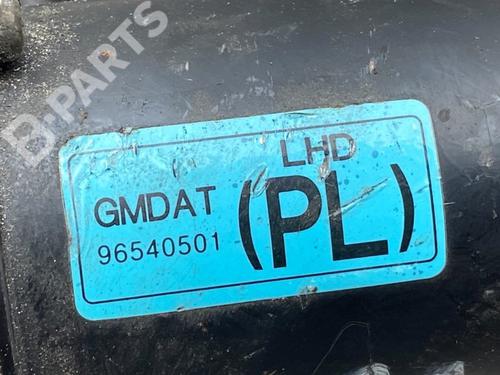 B-PARTS
LHD
GMDAT
(PL)
96540501